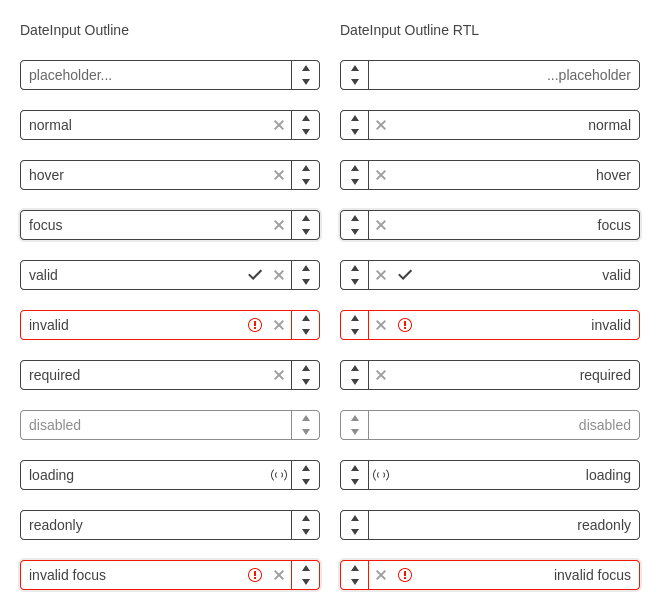 DateInput Outline
placeholder...
normal
hover
focus
valid
invalid
required
disabled
loading
readonly
invalid focus
DateInput Outline RTL
...placeholder
normal
hover
focus
valid
invalid
required
disabled
loading
readonly
invalid focus